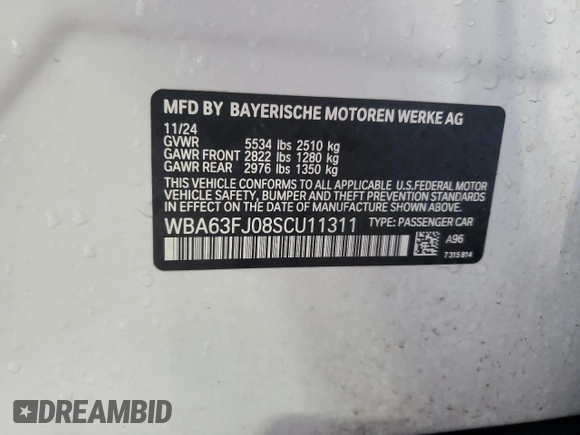 MFD BY BAYERISCHE MOTOREN WERKE AG
11/24
GVWR 5534 lbs 2510 kg
GAWR FRONT 2822 lbs 1280 kg
GAWR REAR 2976 lbs 1350 kg
THIS VEHICLE CONFORMS TO ALL APPLICABLE U.S.FEDERAL MOTOR
VEHICLE SAFETY, BUMPER AND THEFT PREVENTION STANDARDS
IN EFFECT ON THE DATE OF MANUFACTURE SHOWN ABOVE.
WBA63FJ08SCU11311 TYPE: PASSENGER CAR
A96
7315814
DREAMBID